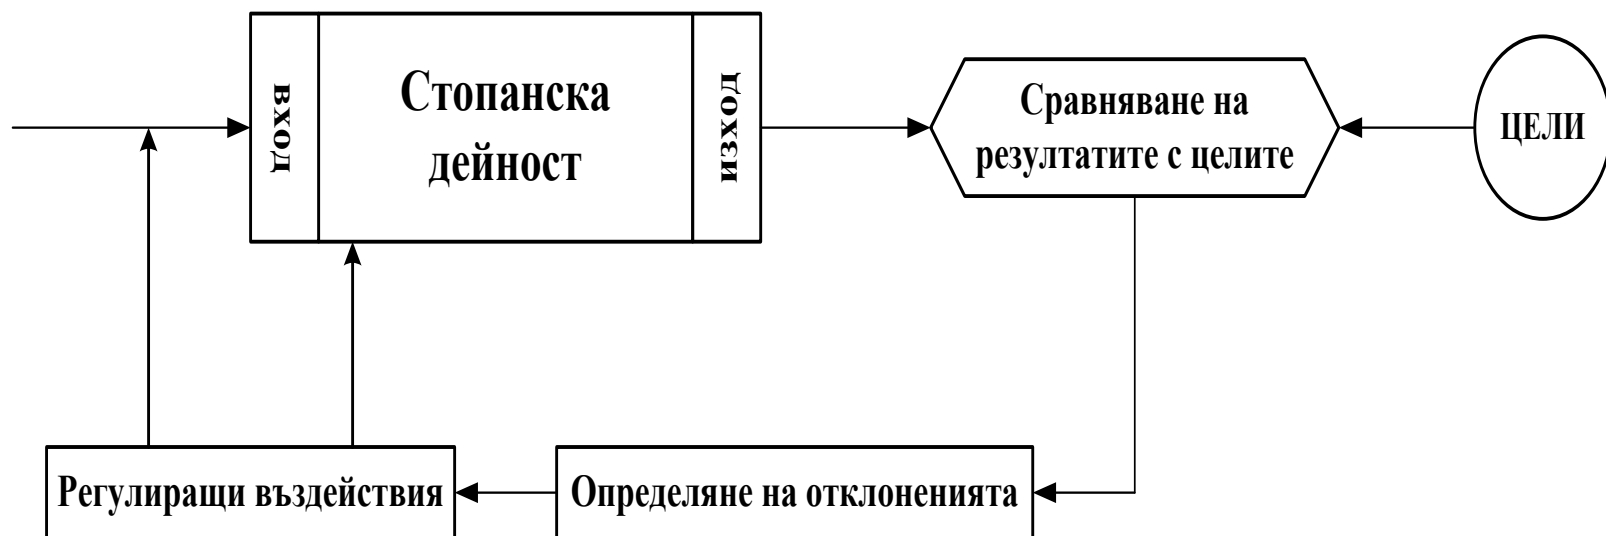 вход
Стопанска
дейност
изход
Сравняване на
резултатите с целите
ЦЕЛИ
Регулиращи въздействия
Определяне на отклоненията